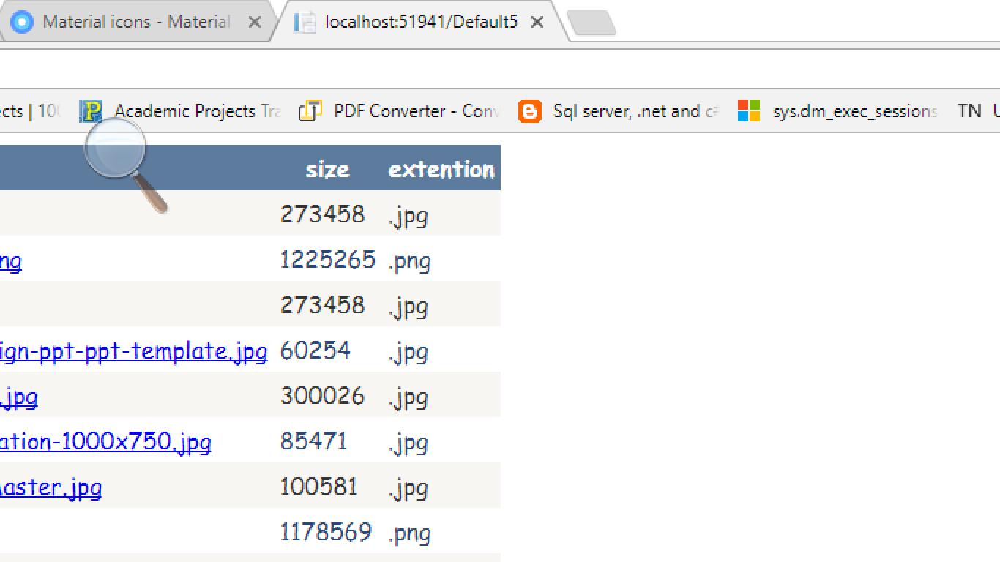 Material icons - Material localhost:51941/Default5
cts | 100 Academic Projects Tra PDF Converter - Conv Sql server, .net and c# sys.dm_exec_sessions TN U
size extention
273458 .jpg
ng 1225265 .png
273458 .jpg
ign-ppt-ppt-template.jpg 60254 .jpg
.jpg 300026 .jpg
ation-1000x750.jpg 85471 .jpg
aster.jpg 100581 .jpg
1178569 .png